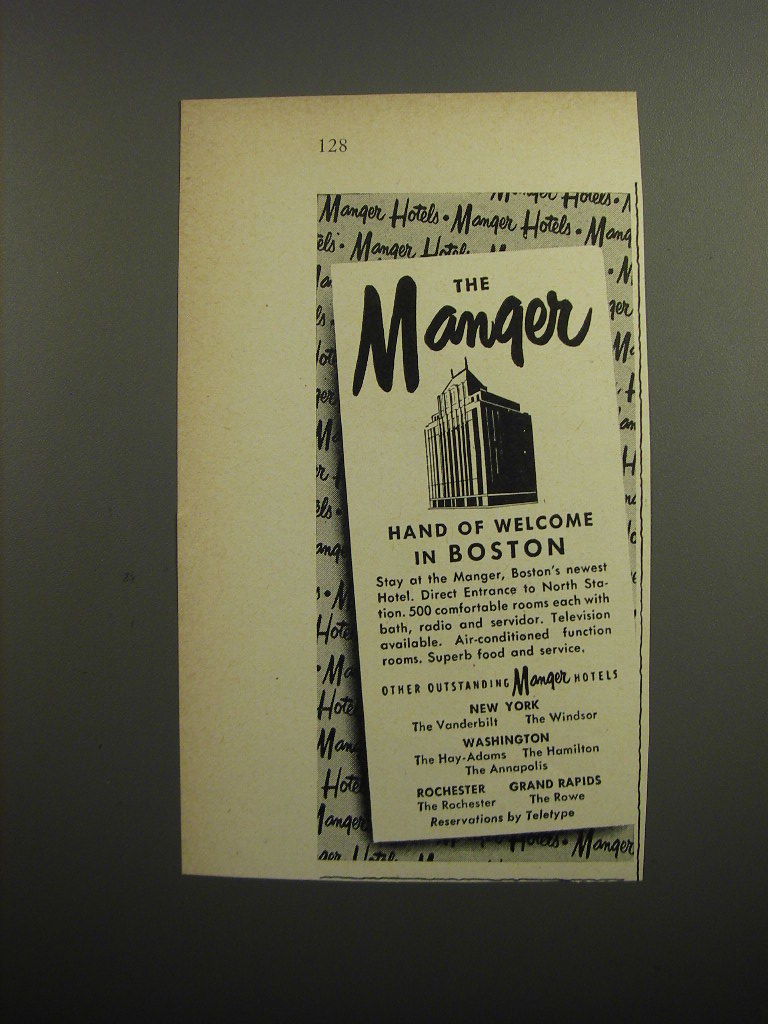 128
Manger Hotels • Manger Hotels •
Manger
THE
Manger
HAND OF WELCOME
IN BOSTON
Stay at the Manger, Boston's newest
Hotel. Direct Entrance to North Sta-
tion. 500 comfortable rooms each with
bath, radio and servidor. Television
available. Air-conditioned function
rooms. Superb food and service.
OTHER OUTSTANDING Manger HOTELS
NEW YORK
The Vanderbilt The Windsor
WASHINGTON
The Hay-Adams The Hamilton
The Annapolis
ROCHESTER GRAND RAPIDS
The Rochester The Rowe
Reservations by Teletype
Hotels • Manger